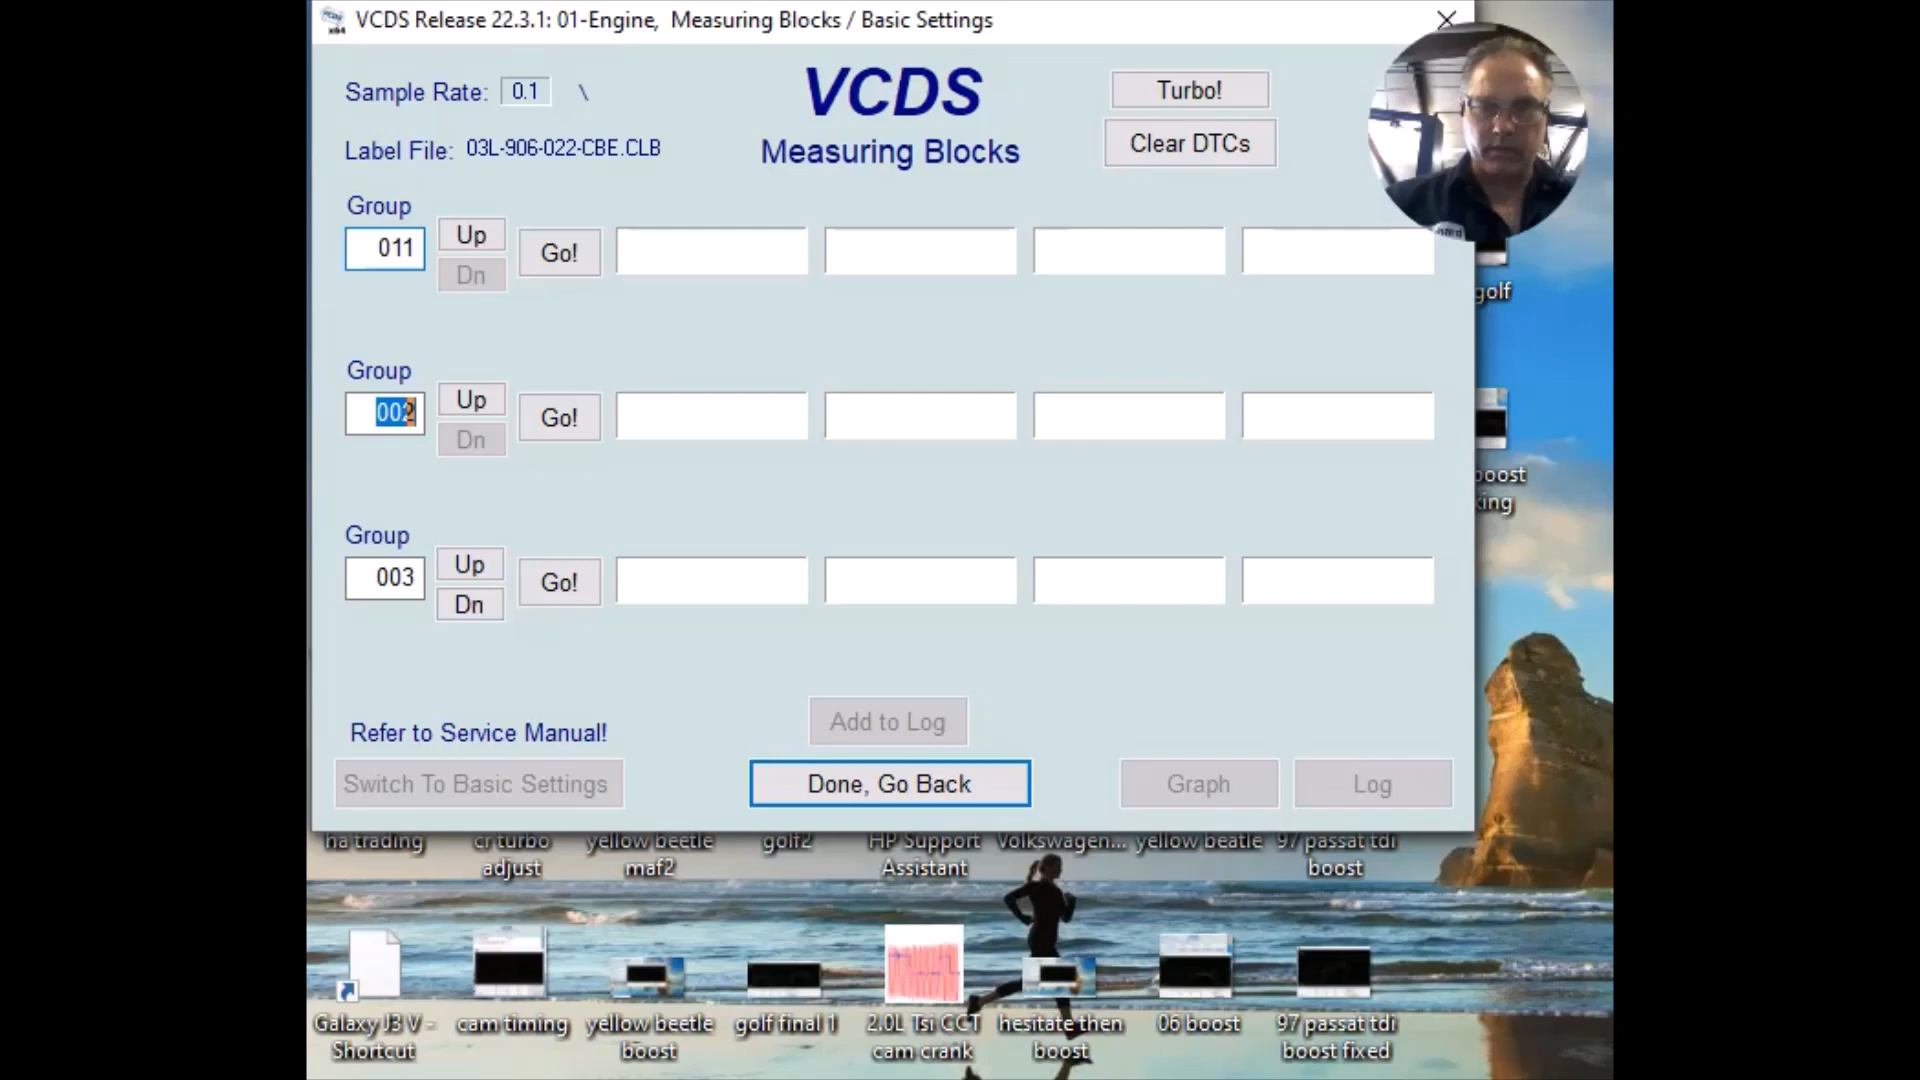 VCDS Release 22.3.1: 01-Engine, Measuring Blocks / Basic Settings
Sample Rate: 0.1 \
VCDS
Turbo!
Label File: 03L-906-022-CBE.CLB
Measuring Blocks
Clear DTCs
Group
011 Up Go!
Dn
golf
Group
002 Up Go!
Dn
boost
king
Group
003 Up Go!
Dn
Refer to Service Manual!
Add to Log
Switch To Basic Settings Done, Go Back Graph Log
ha trading
cr turbo
adjust
yellow beetle
maf2
golf2
HP Support
Assistant
Volkswagen...
yellow beatle
97 passat tdi
boost
Galaxy J3 V -
Shortcut
cam timing
yellow beetle
boost
golf final 1
2.0L Tsi CCT
cam crank
hesitate then
boost
06 boost
97 passat tdi
boost fixed